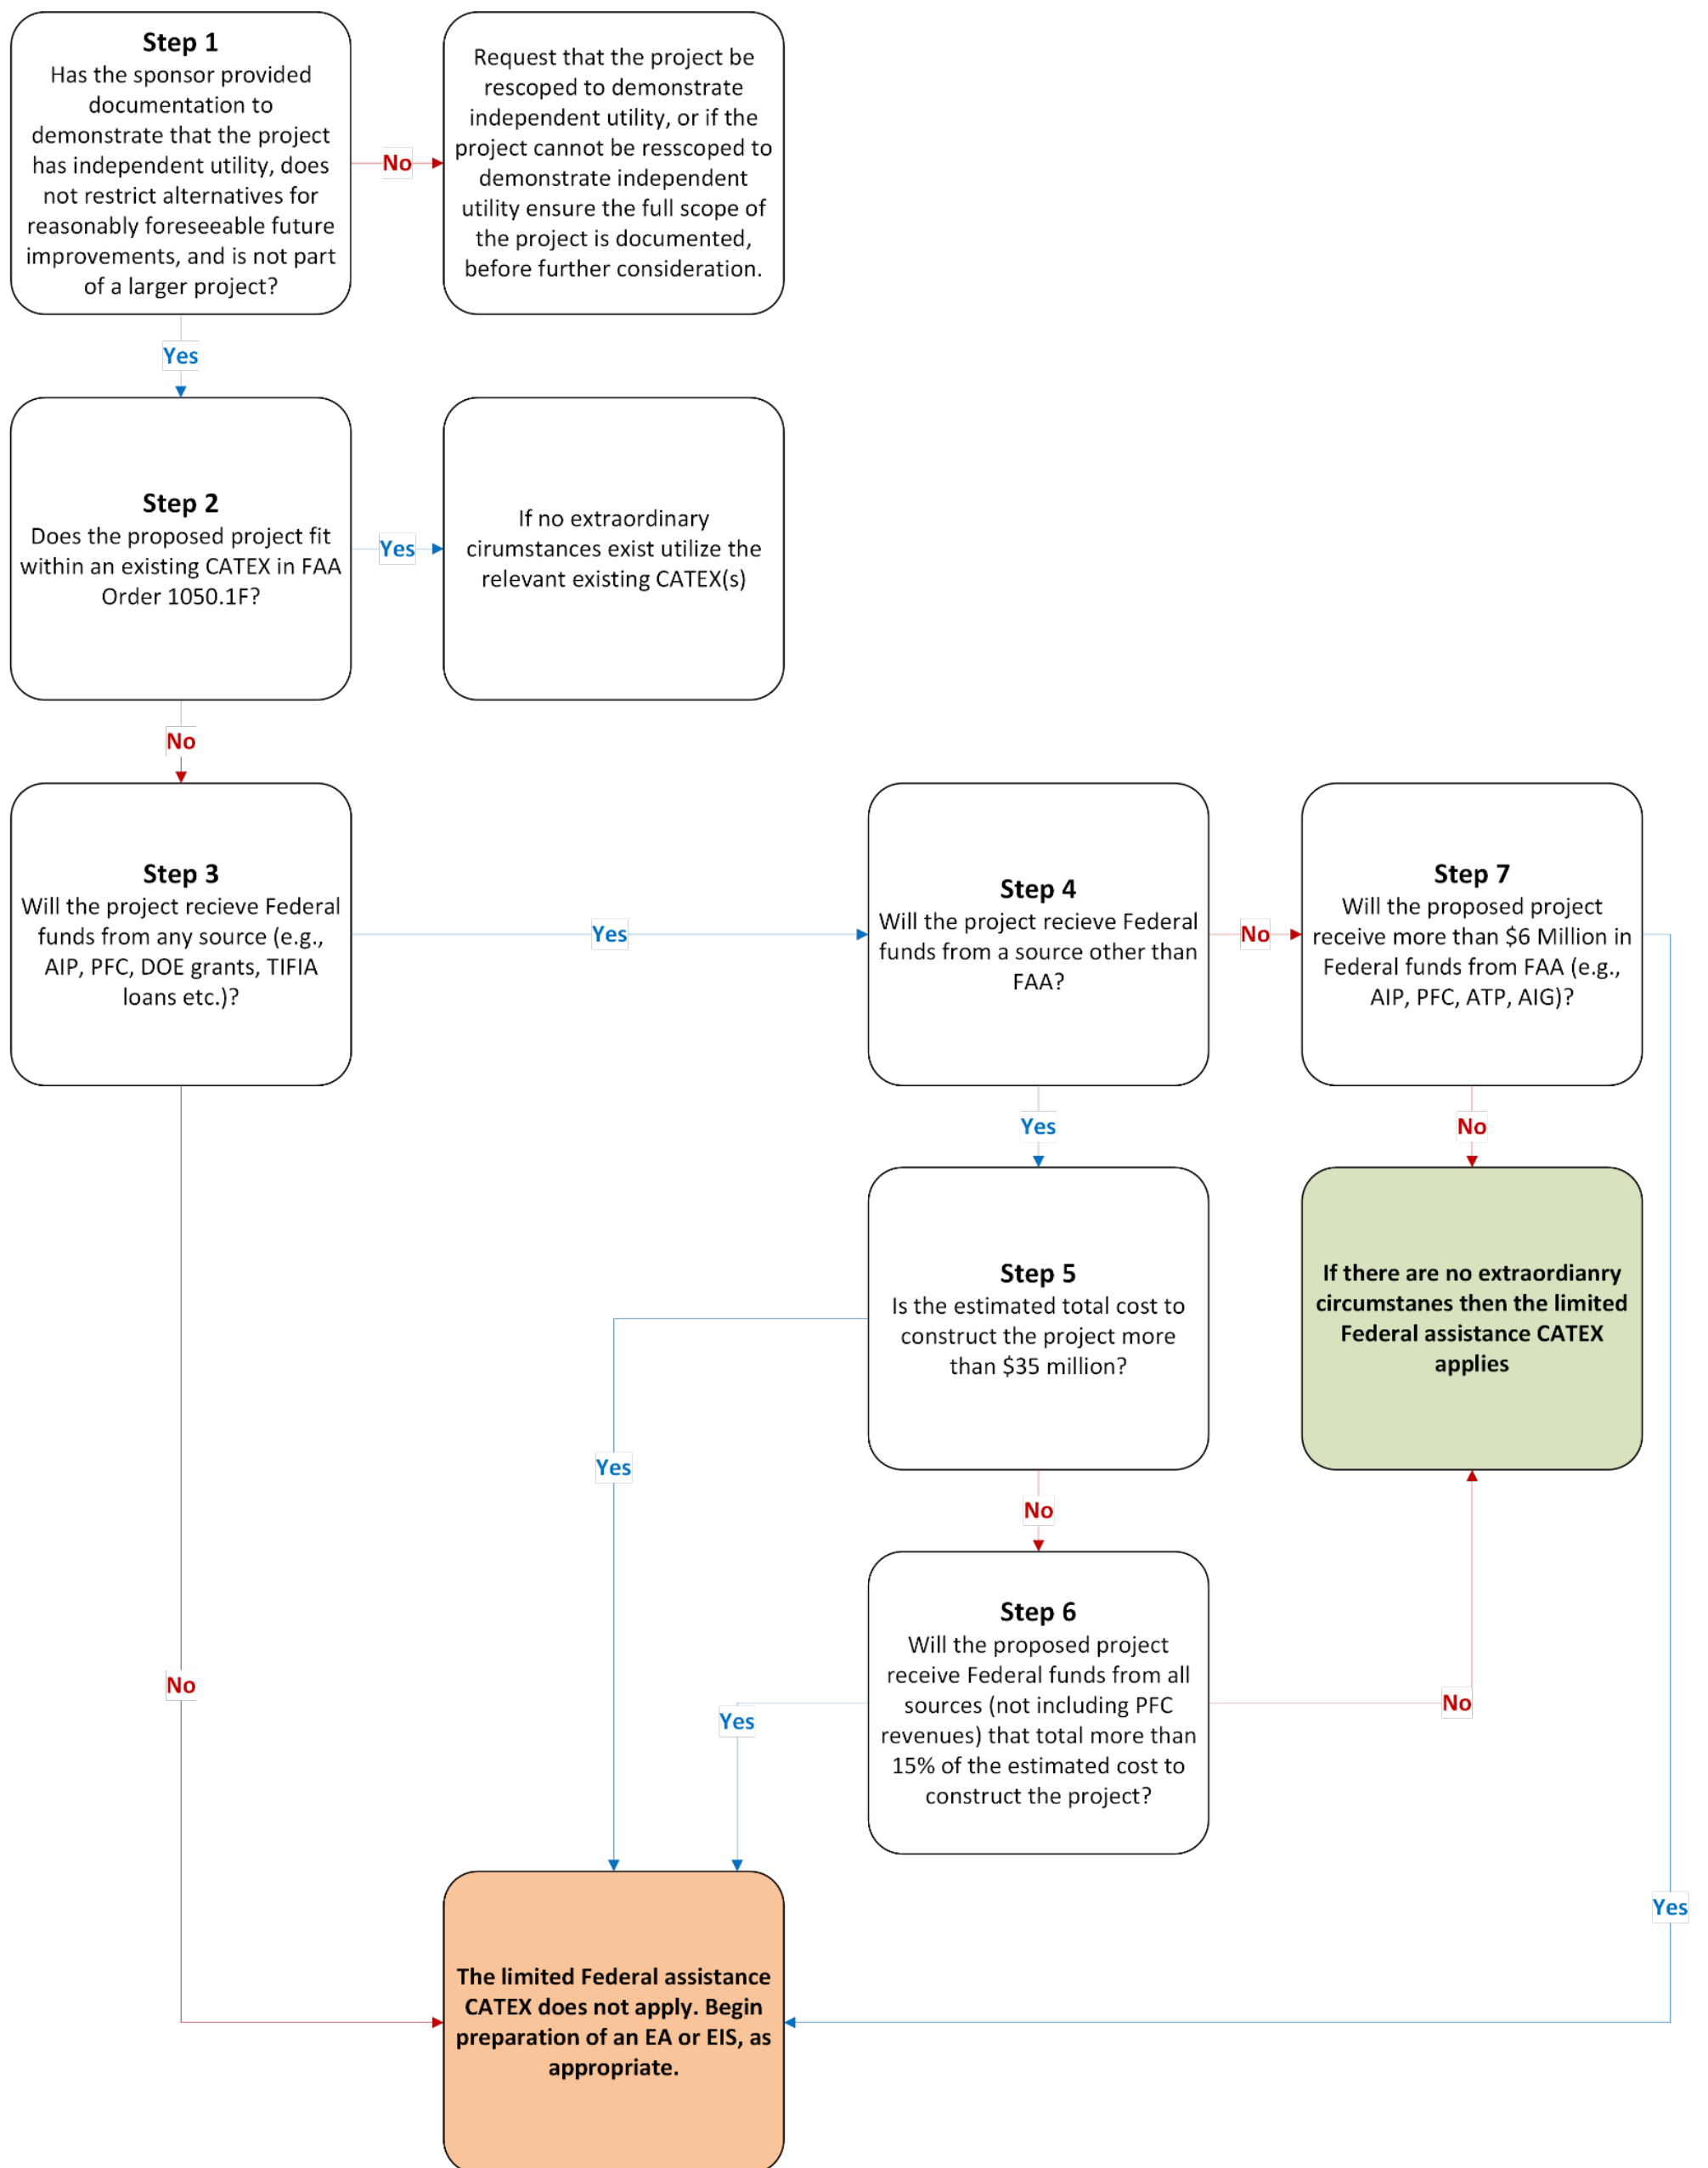 Step 1
Has the sponsor provided
documentation to
demonstrate that the project
has independent utility, does
not restrict alternatives for
reasonably foreseeable future
improvements, and is not part
of a larger project?
No
Request that the project be
rescoped to demonstrate
independent utility, or if the
project cannot be resscoped to
demonstrate independent
utility ensure the full scope of
the project is documented,
before further consideration.
Yes
Step 2
Does the proposed project fit
within an existing CATEX in FAA
Order 1050.1F?
Yes
If no extraordinary
cirumstances exist utilize the
relevant existing CATEX(s)
No
Step 3
Will the project recieve Federal
funds from any source (e.g.,
AIP, PFC, DOE grants, TIFIA
loans etc.)?
Yes
Step 4
Will the project recieve Federal
funds from a source other than
FAA?
No
Step 7
Will the proposed project
receive more than $6 Million in
Federal funds from FAA (e.g.,
AIP, PFC, ATP, AIG)?
Yes
No
Step 5
Is the estimated total cost to
construct the project more
than $35 million?
If there are no extraordianry
circumstanes then the limited
Federal assistance CATEX
applies
Yes
No
Step 6
Will the proposed project
receive Federal funds from all
sources (not including PFC
revenues) that total more than
15% of the estimated cost to
construct the project?
No
Yes
No
Yes
The limited Federal assistance
CATEX does not apply. Begin
preparation of an EA or EIS, as
appropriate.